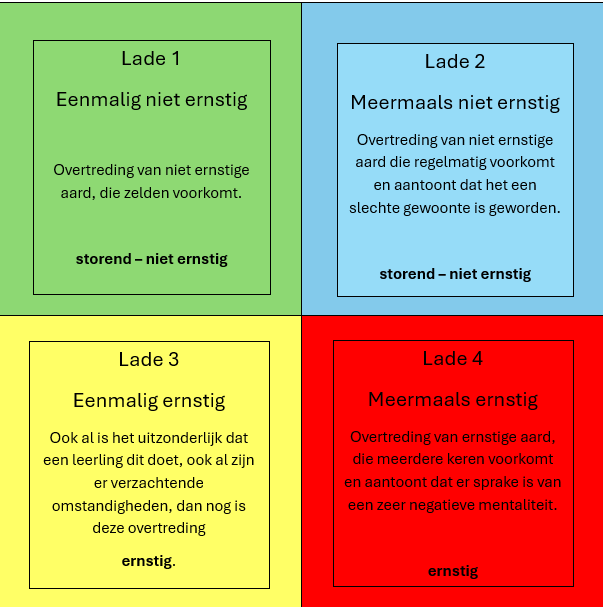 Lade 1
Eenmalig niet ernstig
Overtreding van niet ernstige
aard, die zelden voorkomt.
storend – niet ernstig
Lade 2
Meermaals niet ernstig
Overtreding van niet ernstige
aard die regelmatig voorkomt
en aantoont dat het een
slechte gewoonte is geworden.
storend – niet ernstig
Lade 3
Eenmalig ernstig
Ook al is het uitzonderlijk dat
een leerling dit doet, ook al zijn
er verzachtende
omstandigheden, dan nog is
deze overtreding
ernstig.
Lade 4
Meermaals ernstig
Overtreding van ernstige aard,
die meerdere keren voorkomt
en aantoont dat er sprake is van
een zeer negatieve mentaliteit.
ernstig